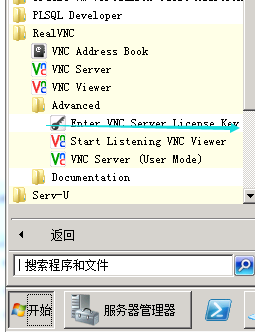 PLSQL Developer
RealVNC
VNC Address Book
VNC Server
VNC Viewer
Advanced
Enter VNC Server License Key
Start Listening VNC Viewer
VNC Server (User Mode)
Documentation
Serv-U
返回
搜索程序和文件
开始
服务器管理器